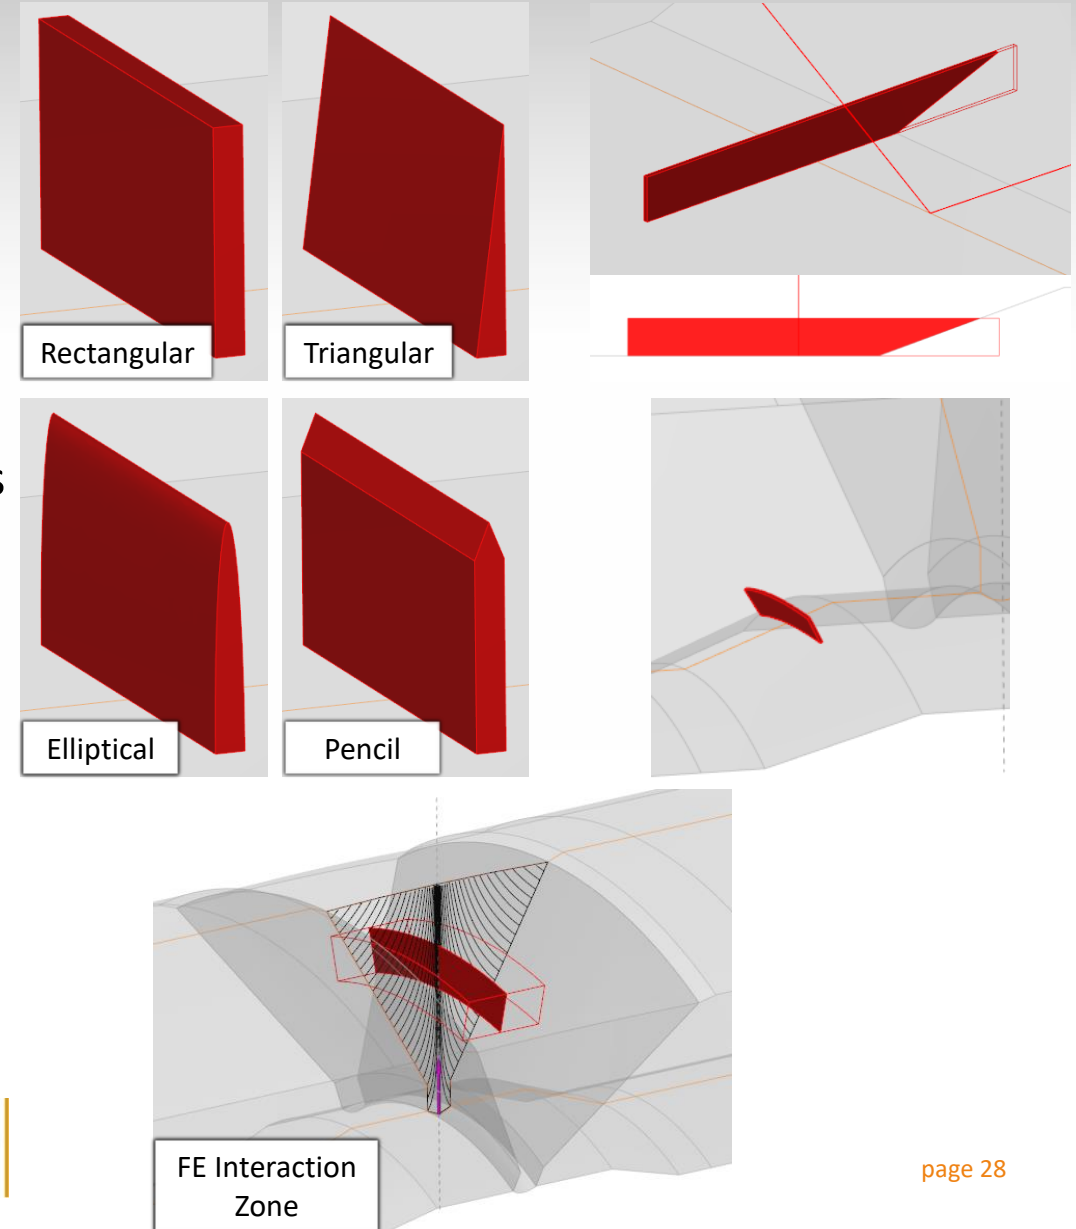 Rectangular
Triangular
s
Elliptical
Pencil
FE Interaction
Zone
page 28